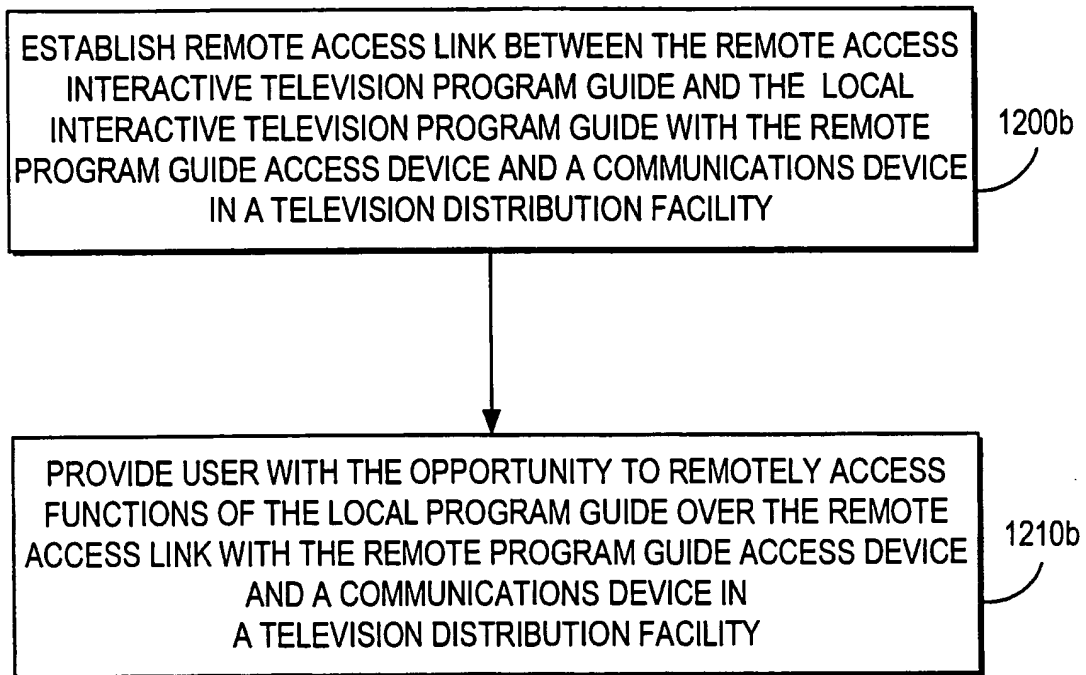 ESTABLISH REMOTE ACCESS LINK BETWEEN THE REMOTE ACCESS
INTERACTIVE TELEVISION PROGRAM GUIDE AND THE LOCAL
INTERACTIVE TELEVISION PROGRAM GUIDE WITH THE REMOTE
PROGRAM GUIDE ACCESS DEVICE AND A COMMUNICATIONS DEVICE
IN A TELEVISION DISTRIBUTION FACILITY
1200b
PROVIDE USER WITH THE OPPORTUNITY TO REMOTELY ACCESS
FUNCTIONS OF THE LOCAL PROGRAM GUIDE OVER THE REMOTE
ACCESS LINK WITH THE REMOTE PROGRAM GUIDE ACCESS DEVICE
AND A COMMUNICATIONS DEVICE IN
A TELEVISION DISTRIBUTION FACILITY
1210b